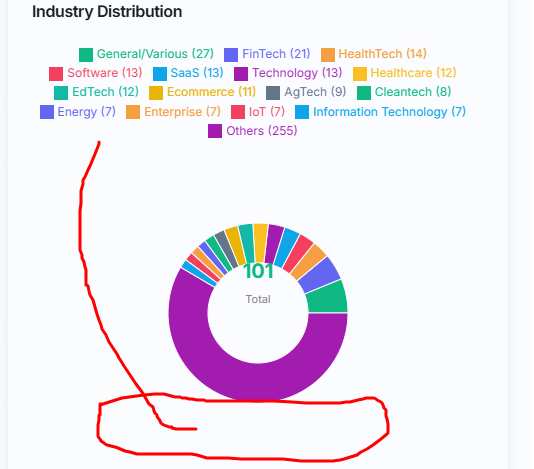 Industry Distribution
General/Various (27) FinTech (21) HealthTech (14)
Software (13) SaaS (13) Technology (13) Healthcare (12)
EdTech (12) Ecommerce (11) AgTech (9) Cleantech (8)
Energy (7) Enterprise (7) IoT (7) Information Technology (7)
Others (255)
101
Total